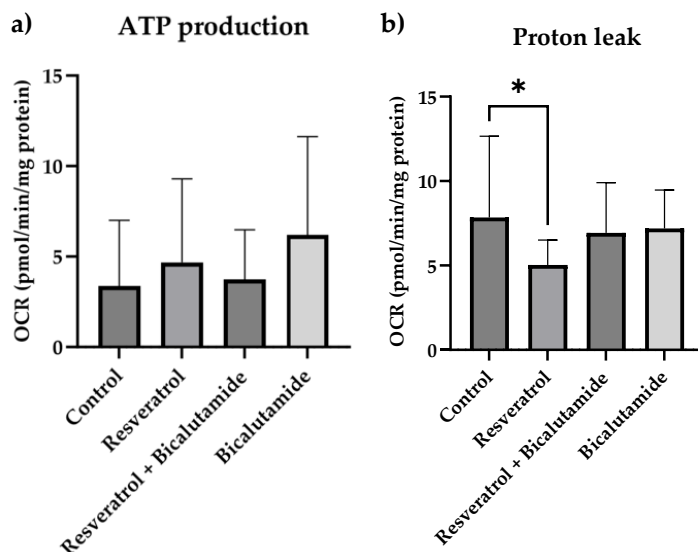 a) ATP production
OCR (pmol/min/mg protein)
15
10
5
0
Control
Resveratrol
Resveratrol + Bicalutamide
Bicalutamide
b) Proton leak
OCR (pmol/min/mg protein)
15
10
5
0
*
Control
Resveratrol
Resveratrol + Bicalutamide
Bicalutamide